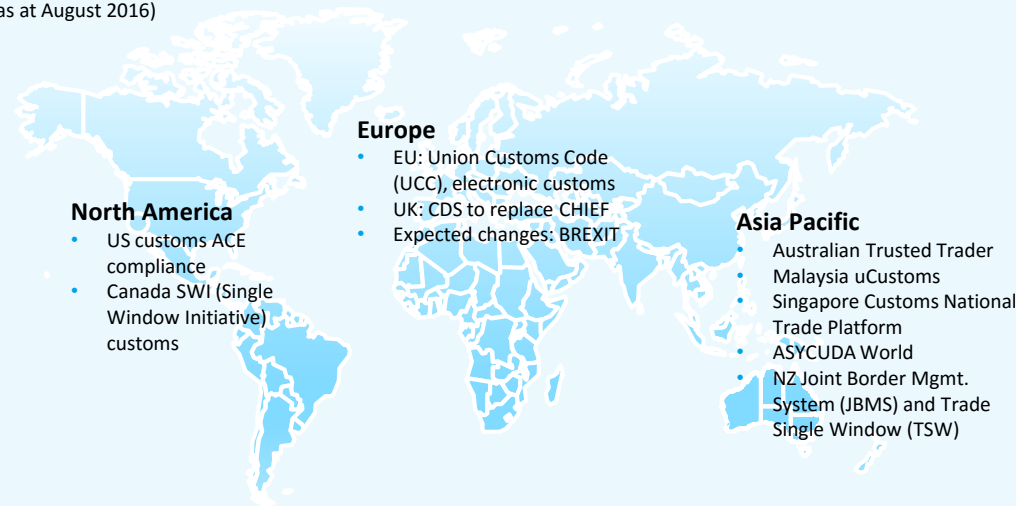 as at August 2016)
Europe
• EU: Union Customs Code
(UCC), electronic customs
• UK: CDS to replace CHIEF
• Expected changes: BREXIT
North America
• US customs ACE
compliance
• Canada SWI (Single
Window Initiative)
customs
Asia Pacific
• Australian Trusted Trader
• Malaysia uCustoms
• Singapore Customs National
Trade Platform
• ASYCUDA World
• NZ Joint Border Mgmt.
System (JBMS) and Trade
Single Window (TSW)